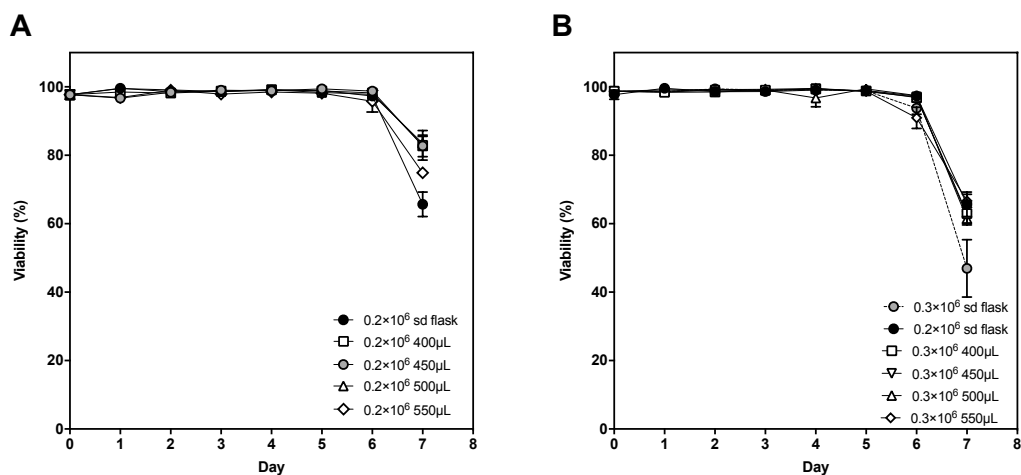 A
B
Viability (%)
100
80
60
40
20
0
0.2×10⁶ sd flask
0.2×10⁶ 400µL
0.2×10⁶ 450µL
0.2×10⁶ 500µL
0.2×10⁶ 550µL
0 1 2 3 4 5 6 7 8
Day
Viability (%)
100
80
60
40
20
0
0.3×10⁶ sd flask
0.2×10⁶ sd flask
0.3×10⁶ 400µL
0.3×10⁶ 450µL
0.3×10⁶ 500µL
0.3×10⁶ 550µL
0 1 2 3 4 5 6 7 8
Day